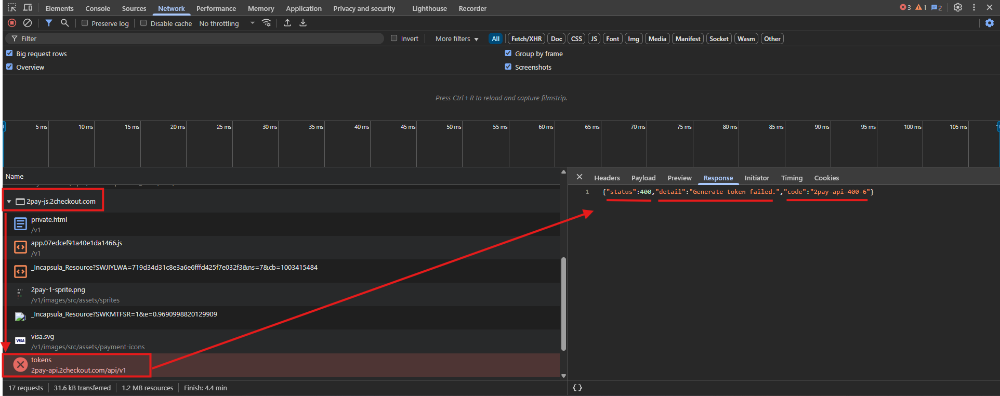 Elements Console Sources Network Performance Memory Application Privacy and security Lighthouse Recorder 3 1 2
Preserve log Disable cache No throttling
Filter Invert More filters All Fetch/XHR Doc CSS JS Font Img Media Manifest Socket Wasm Other
Big request rows Group by frame
Overview Screenshots
Press Ctrl + R to reload and capture filmstrip.
5 ms 10 ms 15 ms 20 ms 25 ms 30 ms 35 ms 40 ms 45 ms 50 ms 55 ms 60 ms 65 ms 70 ms 75 ms 80 ms 85 ms 90 ms 95 ms 100 ms 105 ms
Name
2pay-js.2checkout.com
private.html
/v1
app.07edcef91a40e1da1466.js
/v1
_Incapsula_Resource?SWJIYLWA=719d34d31c8e3a6e6fffd425f7e032f3&ns=7&cb=1003415484
2pay-1-sprite.png
/v1/images/src/assets/sprites
_Incapsula_Resource?SWKMTFSR=1&e=0.9690998820129909
VISA visa.svg
/v1/images/src/assets/payment-icons
tokens
2pay-api.2checkout.com/api/v1
17 requests 31.6 kB transferred 1.2 MB resources Finish: 4.4 min
Headers Payload Preview Response Initiator Timing Cookies
1 {"status":400,"detail":"Generate token failed.","code":"2pay-api-400-6"}
{}